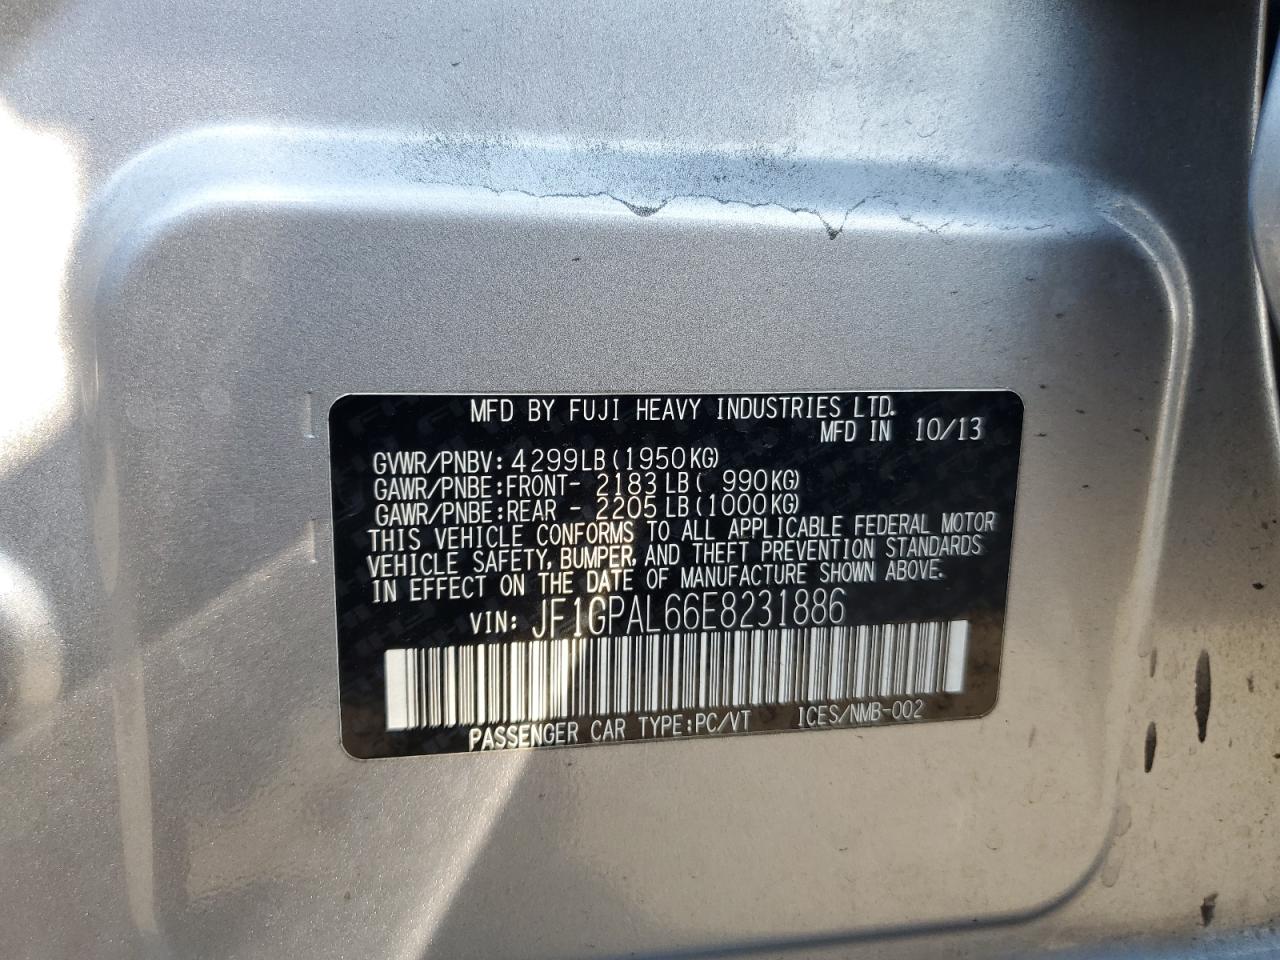 MFD BY FUJI HEAVY INDUSTRIES LTD.
MFD IN 10/13
GVWR/PNBV: 4299LB(1950KG)
GAWR/PNBE:FRONT- 2183LB( 990KG)
GAWR/PNBE:REAR - 2205LB(1000KG)
THIS VEHICLE CONFORMS TO ALL APPLICABLE FEDERAL MOTOR
VEHICLE SAFETY, BUMPER, AND THEFT PREVENTION STANDARDS
IN EFFECT ON THE DATE OF MANUFACTURE SHOWN ABOVE.
VIN: JF1GPAL66E8231886
PASSENGER CAR TYPE:PC/VT ICES/NMB-002